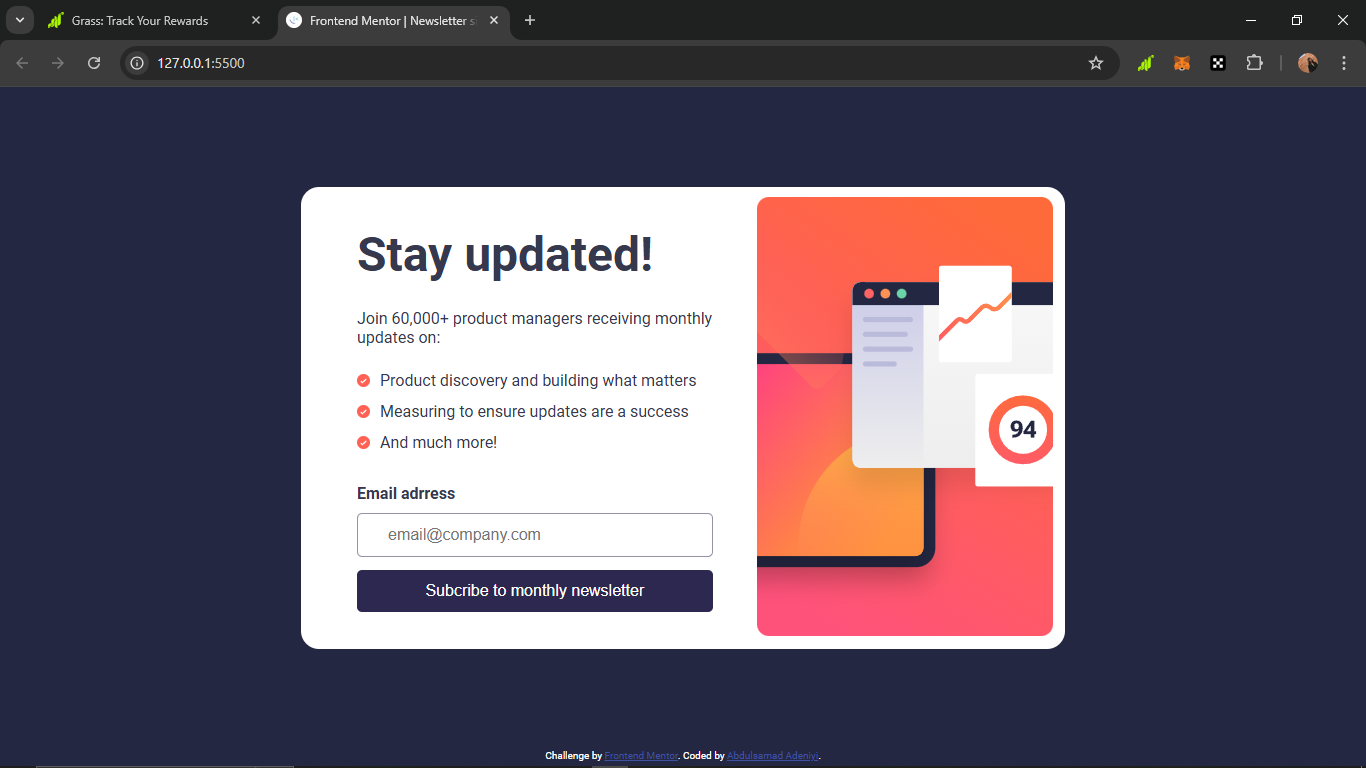 Grass: Track Your Rewards
Frontend Mentor | Newsletter s
127.0.0.1:5500
Stay updated!
Join 60,000+ product managers receiving monthly
updates on:
Product discovery and building what matters
Measuring to ensure updates are a success
And much more!
Email adrress
email@company.com
Subcribe to monthly newsletter
94
Challenge by Frontend Mentor. Coded by Abdulsamad Adeniyi.